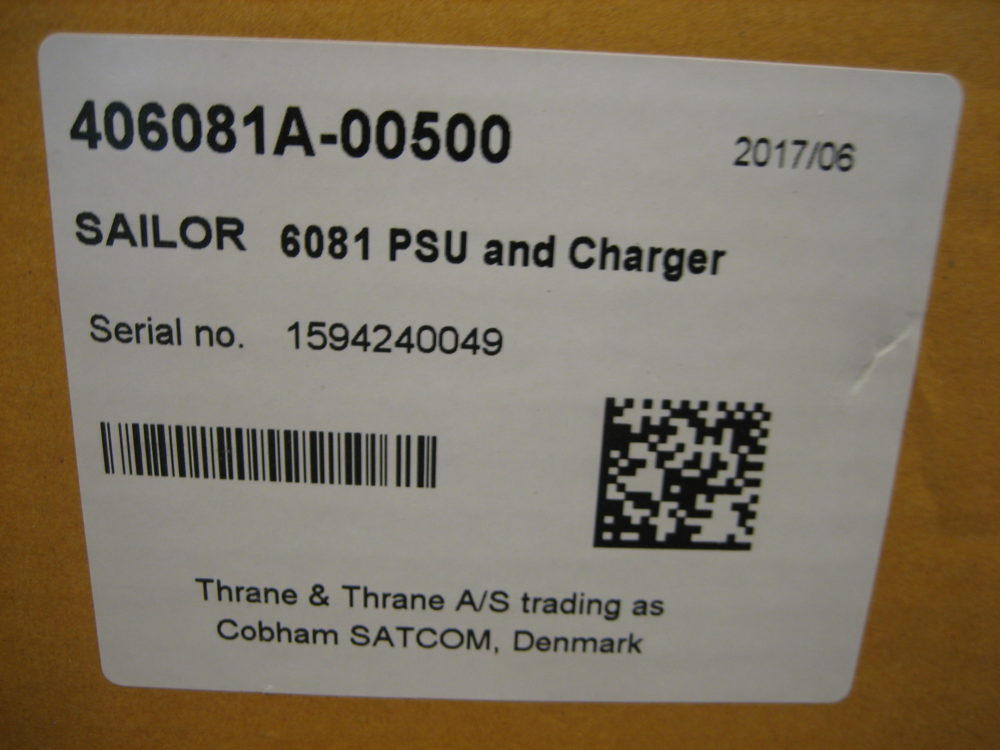 406081A-00500 2017/06
SAILOR 6081 PSU and Charger
Serial no. 1594240049
Thrane & Thrane A/S trading as
Cobham SATCOM, Denmark